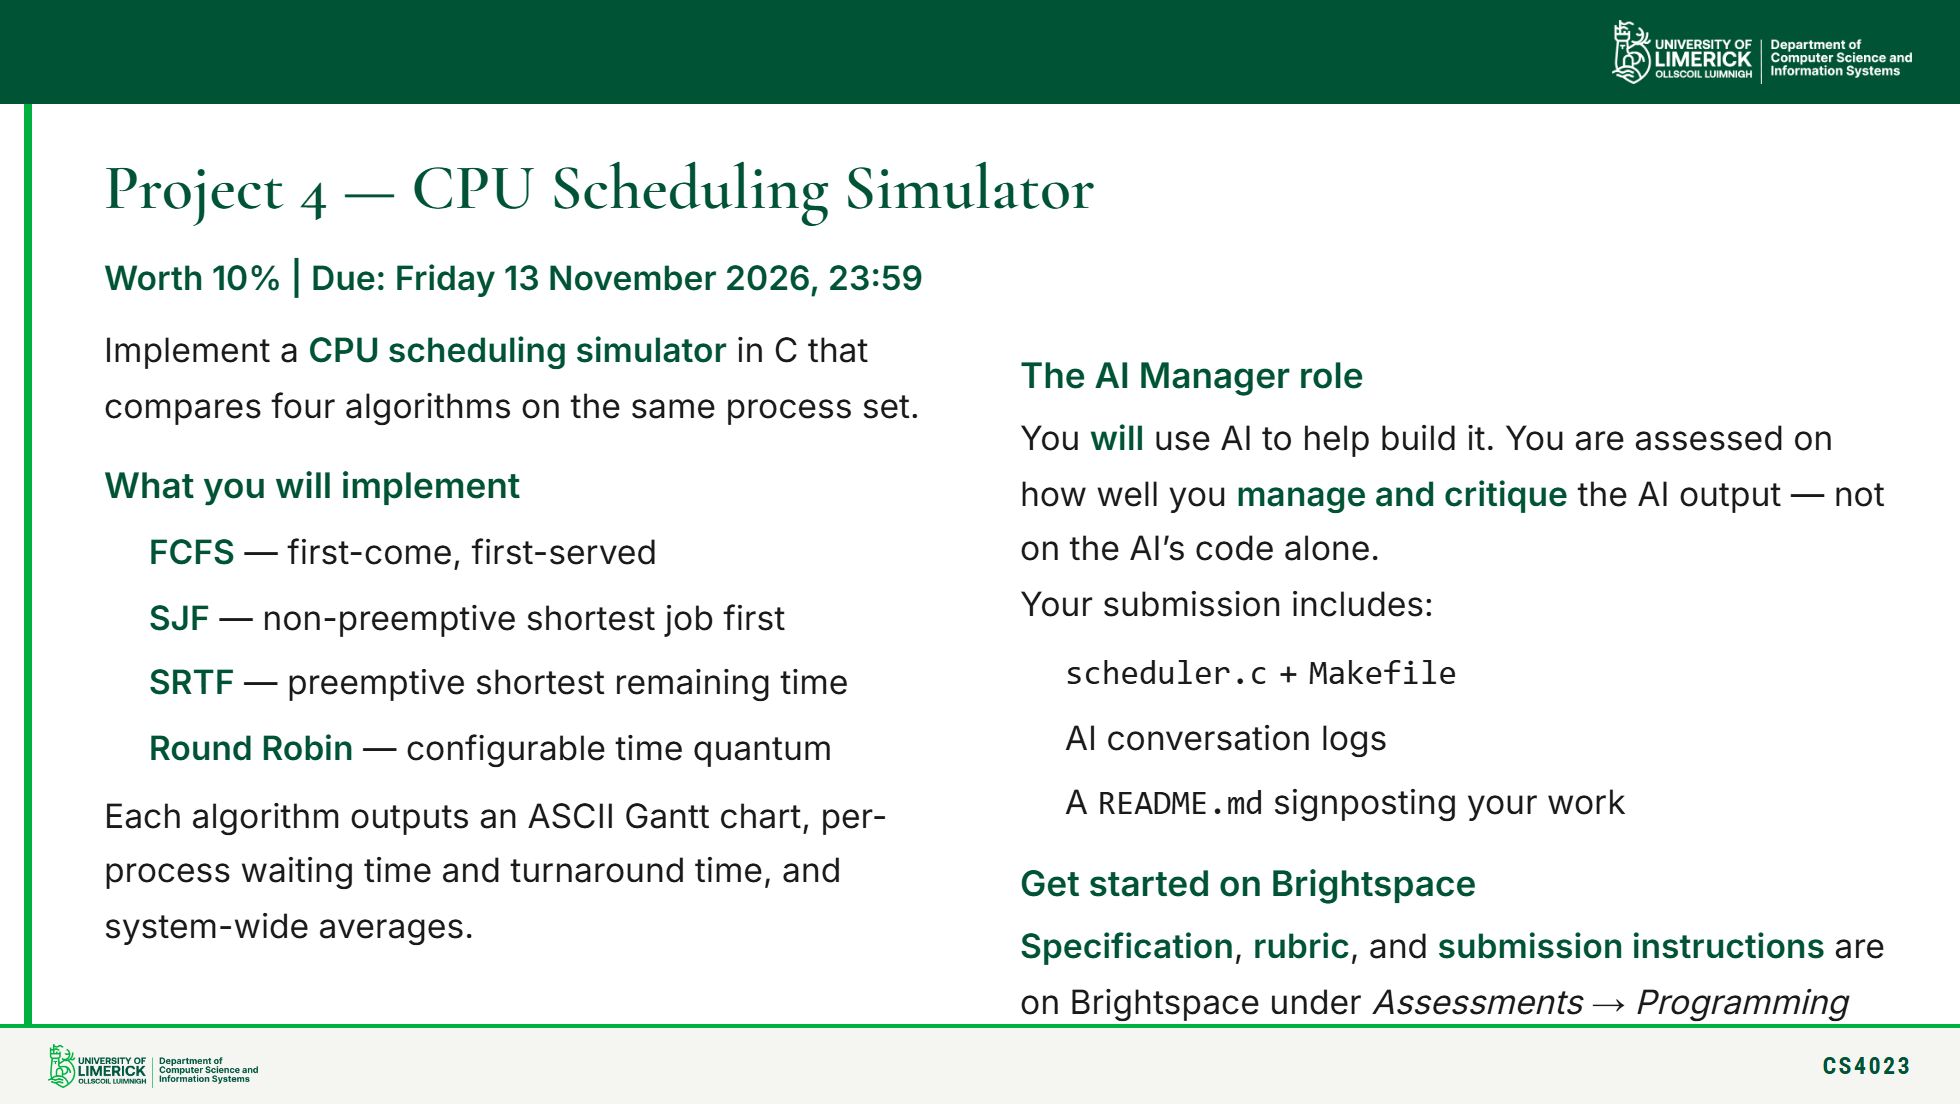 UNIVERSITY OF
LIMERICK
OLLSCOIL LUIMNIGH
Department of
Computer Science and
Information Systems
Project 4 — CPU Scheduling Simulator
Worth 10% | Due: Friday 13 November 2026, 23:59
Implement a CPU scheduling simulator in C that
compares four algorithms on the same process set.
What you will implement
FCFS — first-come, first-served
SJF — non-preemptive shortest job first
SRTF — preemptive shortest remaining time
Round Robin — configurable time quantum
Each algorithm outputs an ASCII Gantt chart, per-
process waiting time and turnaround time, and
system-wide averages.
The AI Manager role
You will use AI to help build it. You are assessed on
how well you manage and critique the AI output — not
on the AI’s code alone.
Your submission includes:
scheduler.c + Makefile
AI conversation logs
A README.md signposting your work
Get started on Brightspace
Specification, rubric, and submission instructions are
on Brightspace under Assessments → Programming
UNIVERSITY OF
LIMERICK
OLLSCOIL LUIMNIGH
Department of
Computer Science and
Information Systems
CS4023